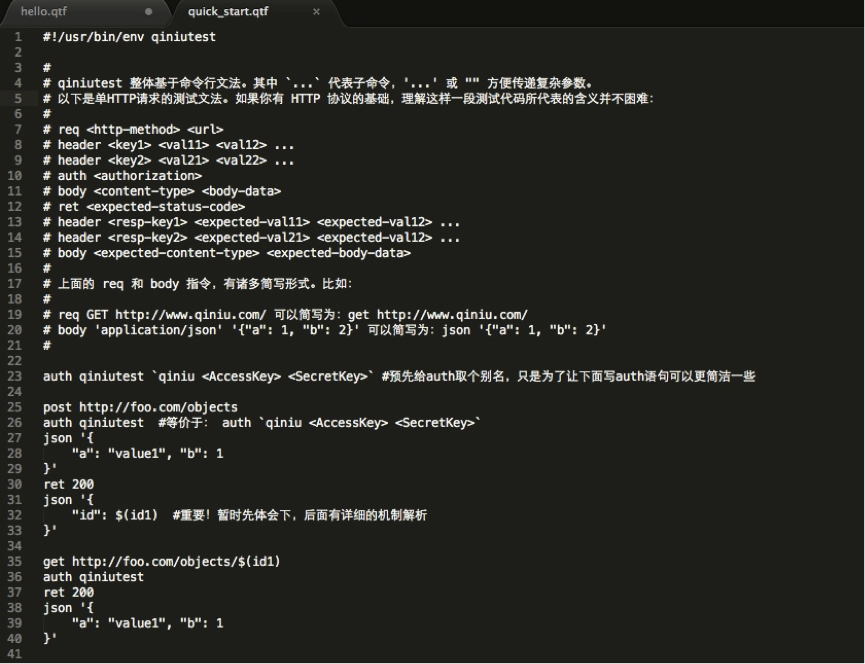 hello.qtf
quick_start.qtf
1 #!/usr/bin/env qiniutest
2
3 #
4 # qiniutest 整体基于命令行文法。其中 `...` 代表子命令，'...' 或 "" 方便传递复杂参数。
5 # 以下是单HTTP请求的测试文法。如果你有 HTTP 协议的基础，理解这样一段测试代码所代表的含义并不困难：
6 #
7 # req <http-method> <url>
8 # header <key1> <val11> <val12> ...
9 # header <key2> <val21> <val22> ...
10 # auth <authorization>
11 # body <content-type> <body-data>
12 # ret <expected-status-code>
13 # header <resp-key1> <expected-val11> <expected-val12> ...
14 # header <resp-key2> <expected-val21> <expected-val12> ...
15 # body <expected-content-type> <expected-body-data>
16 #
17 # 上面的 req 和 body 指令，有诸多简写形式。比如：
18 #
19 # req GET http://www.qiniu.com/ 可以简写为：get http://www.qiniu.com/
20 # body 'application/json' '{"a": 1, "b": 2}' 可以简写为：json '{"a": 1, "b": 2}'
21 #
22
23 auth qiniutest `qiniu <AccessKey> <SecretKey>` #预先给auth取个别名，只是为了让下面写auth语句可以更简洁一些
24
25 post http://foo.com/objects
26 auth qiniutest  #等价于： auth `qiniu <AccessKey> <SecretKey>`
27 json '{
28     "a": "value1", "b": 1
29 }'
30 ret 200
31 json '{
32     "id": $(id1)  #重要！暂时先体会下，后面有详细的机制解析
33 }'
34
35 get http://foo.com/objects/$(id1)
36 auth qiniutest
37 ret 200
38 json '{
39     "a": "value1", "b": 1
40 }'
41